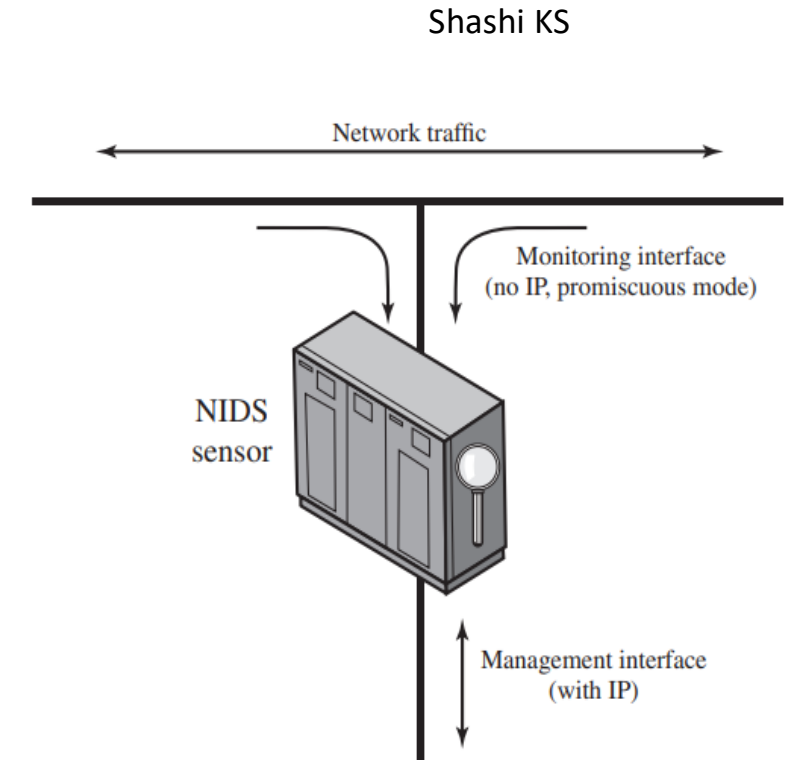 Shashi KS
Network traffic
Monitoring interface
(no IP, promiscuous mode)
NIDS
sensor
Management interface
(with IP)